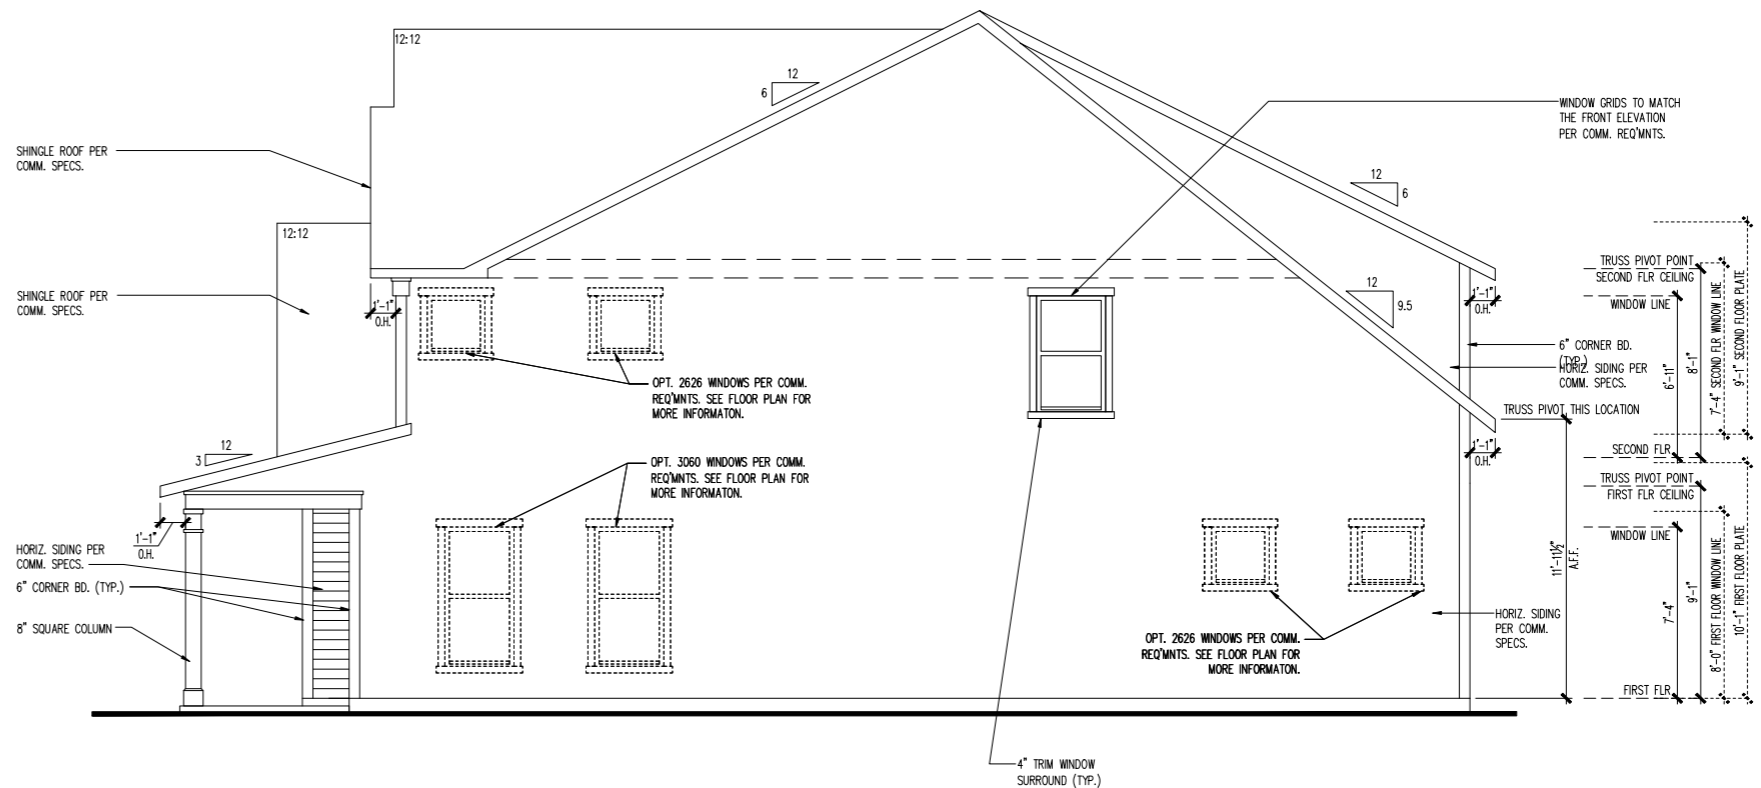 12:12
12
6
WINDOW GRIDS TO MATCH
THE FRONT ELEVATION
PER COMM. REQ'MNTS.
SHINGLE ROOF PER
COMM. SPECS.
12
6
12:12
SHINGLE ROOF PER
COMM. SPECS.
1'-1"
O.H.
12
9.5
1'-1"
O.H.
TRUSS PIVOT POINT
SECOND FLR CEILING
WINDOW LINE
6" CORNER BD.
(TYP.)
HORIZ. SIDING PER
COMM. SPECS.
6'-11"
8'-1"
7'-4" SECOND FLR WINDOW LINE
9'-1" SECOND FLOOR PLATE
OPT. 2626 WINDOWS PER COMM.
REQ'MNTS. SEE FLOOR PLAN FOR
MORE INFORMATON.
TRUSS PIVOT THIS LOCATION
12
3
1'-1"
O.H.
SECOND FLR
OPT. 3060 WINDOWS PER COMM.
REQ'MNTS. SEE FLOOR PLAN FOR
MORE INFORMATON.
TRUSS PIVOT POINT
FIRST FLR CEILING
WINDOW LINE
1'-1"
O.H.
HORIZ. SIDING PER
COMM. SPECS.
6" CORNER BD. (TYP.)
8" SQUARE COLUMN
11'-11½"
A.F.F.
7'-4"
9'-1"
8'-0" FIRST FLOOR WINDOW LINE
10'-1" FIRST FLOOR PLATE
HORIZ. SIDING
PER COMM.
SPECS.
OPT. 2626 WINDOWS PER COMM.
REQ'MNTS. SEE FLOOR PLAN FOR
MORE INFORMATON.
FIRST FLR
4" TRIM WINDOW
SURROUND (TYP.)